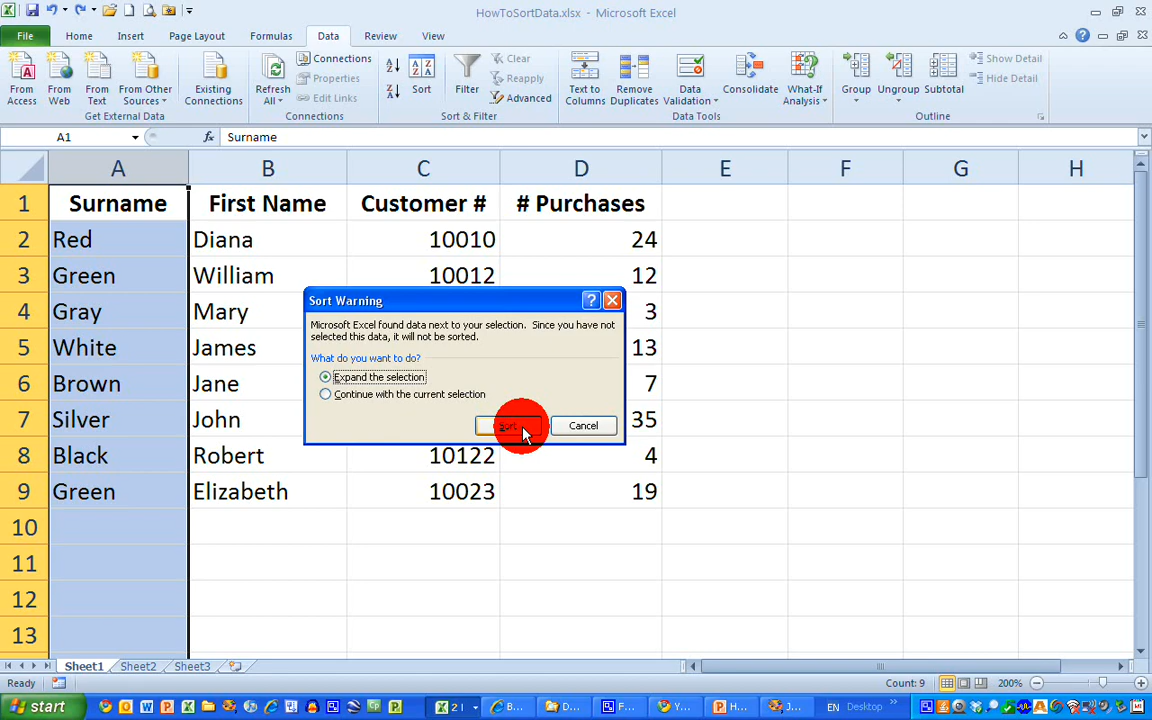 HowToSortData.xlsx - Microsoft Excel
File Home Insert Page Layout Formulas Data Review View
From Access
From Web
From Text
From Other Sources
Existing Connections
Refresh All
Connections
Properties
Edit Links
Sort
Filter
Clear
Reapply
Advanced
Text to Columns
Remove Duplicates
Data Validation
Consolidate
What-If Analysis
Group
Ungroup
Subtotal
Show Detail
Hide Detail
Get External Data
Connections
Sort & Filter
Data Tools
Outline
A1 fx Surname
A B C D E F G H
1 Surname First Name Customer # # Purchases
2 Red Diana 10010 24
3 Green William 10012 12
4 Gray Mary 3
5 White James 13
6 Brown Jane 7
7 Silver John 35
8 Black Robert 10122 4
9 Green Elizabeth 10023 19
10
11
12
13
Sort Warning
Microsoft Excel found data next to your selection. Since you have not
selected this data, it will not be sorted.
What do you want to do?
Expand the selection
Continue with the current selection
Sort Cancel
Sheet1 Sheet2 Sheet3
Ready Count: 9 200%
start 2 B... D... F... Y... H... J... EN Desktop